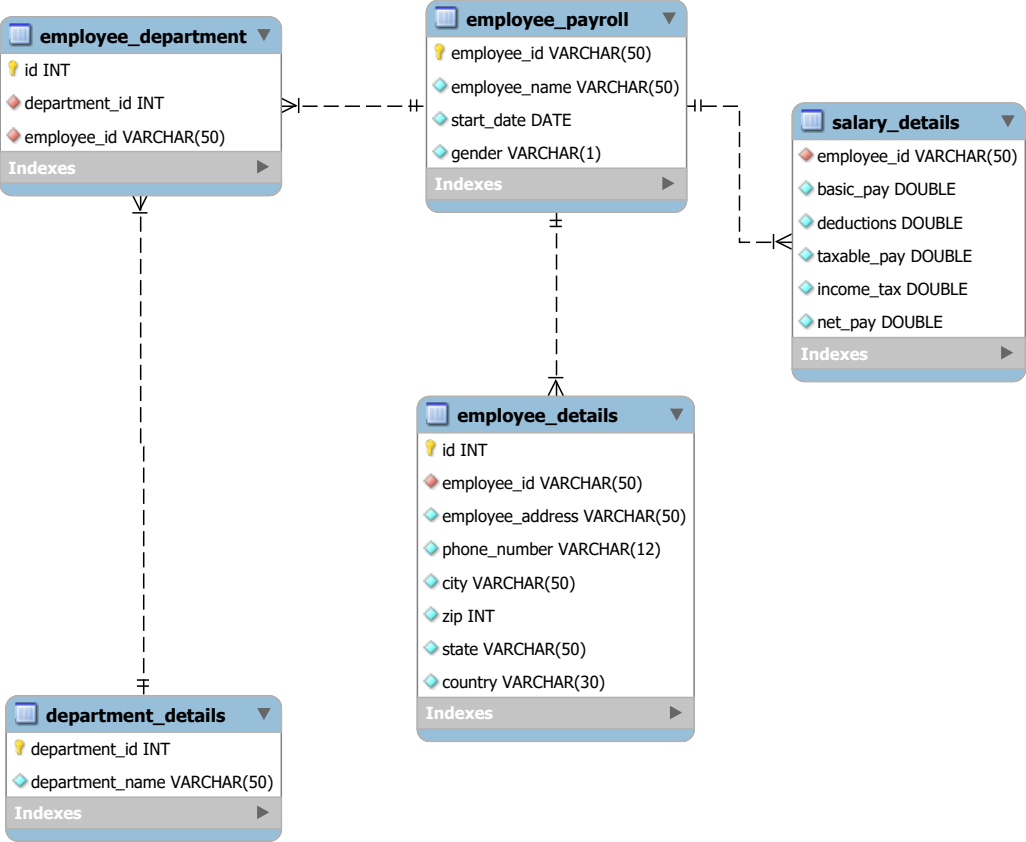 employee_department
id INT
department_id INT
employee_id VARCHAR(50)
Indexes
employee_payroll
employee_id VARCHAR(50)
employee_name VARCHAR(50)
start_date DATE
gender VARCHAR(1)
Indexes
salary_details
employee_id VARCHAR(50)
basic_pay DOUBLE
deductions DOUBLE
taxable_pay DOUBLE
income_tax DOUBLE
net_pay DOUBLE
Indexes
employee_details
id INT
employee_id VARCHAR(50)
employee_address VARCHAR(50)
phone_number VARCHAR(12)
city VARCHAR(50)
zip INT
state VARCHAR(50)
country VARCHAR(30)
Indexes
department_details
department_id INT
department_name VARCHAR(50)
Indexes